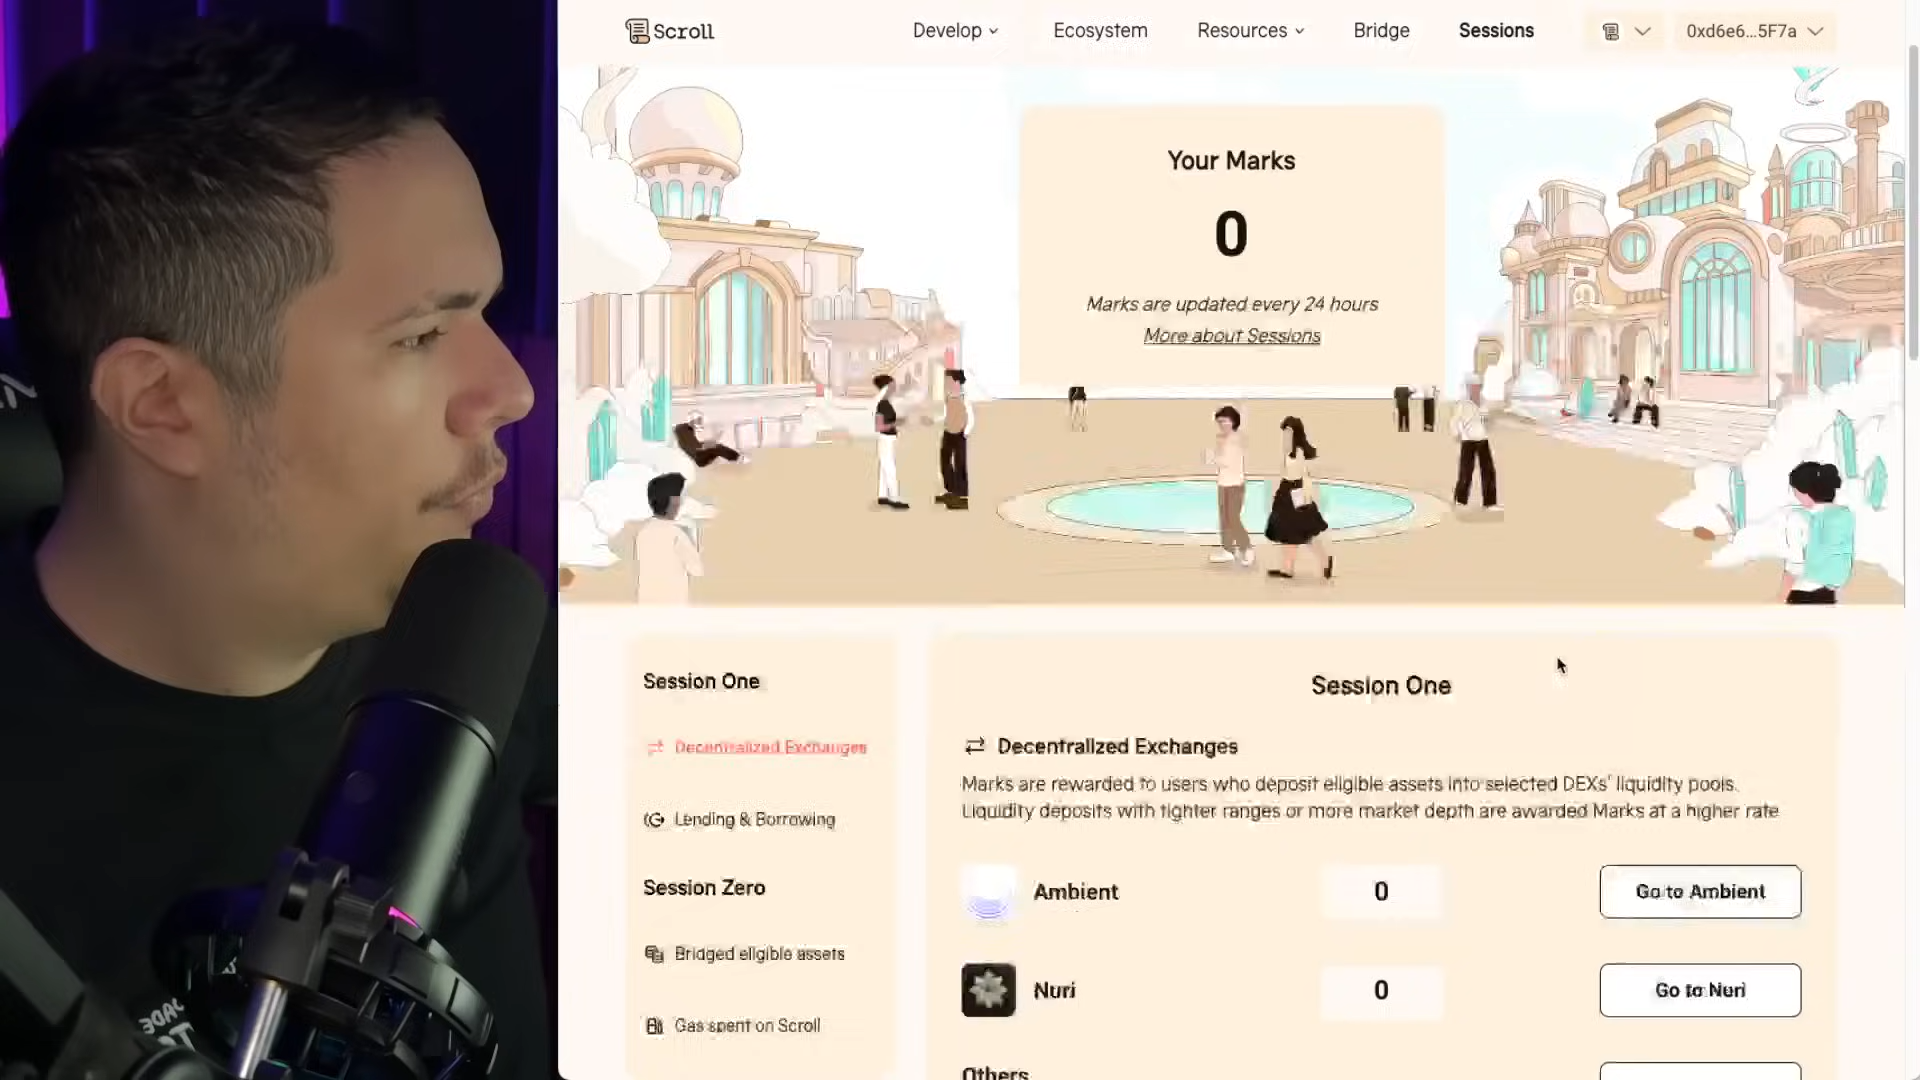 Scroll
Develop
Ecosystem
Resources
Bridge
Sessions
0xd6e6...5F7a
Your Marks
0
Marks are updated every 24 hours
More about Sessions
Session One
Decentralized Exchanges
Lending & Borrowing
Session Zero
Bridged eligible assets
Gas spent on Scroll
Session One
Decentralized Exchanges
Marks are rewarded to users who deposit eligible assets into selected DEXs' liquidity pools.
Liquidity deposits with tighter ranges or more market depth are awarded Marks at a higher rate
Ambient
0
Go to Ambient
Nuri
0
Go to Nuri
Others